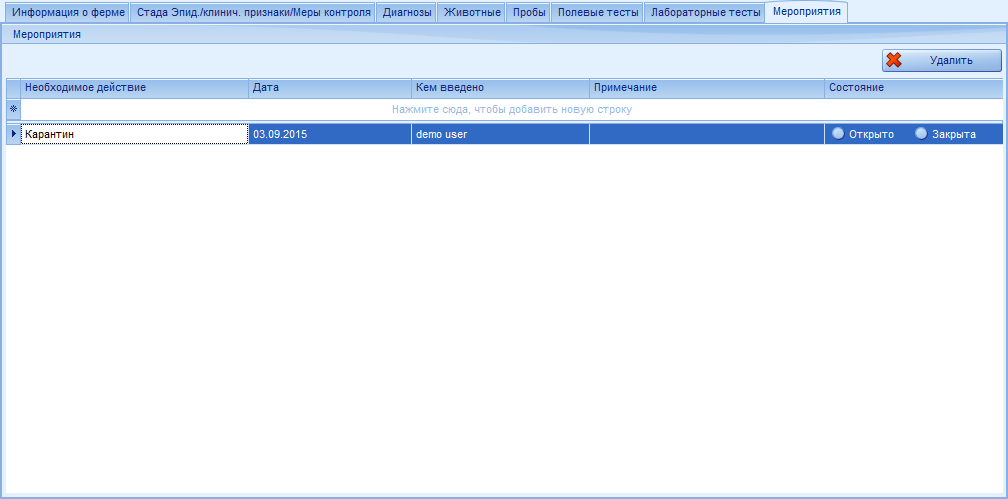 Информация о ферме Стада Эпид./клинич. признаки/Меры контроля Диагнозы Животные Пробы Полевые тесты Лабораторные тесты Мероприятия
Мероприятия
Удалить
Необходимое действие Дата Кем введено Примечание Состояние
Нажмите сюда, чтобы добавить новую строку
Карантин 03.09.2015 demo user Открыто Закрыта